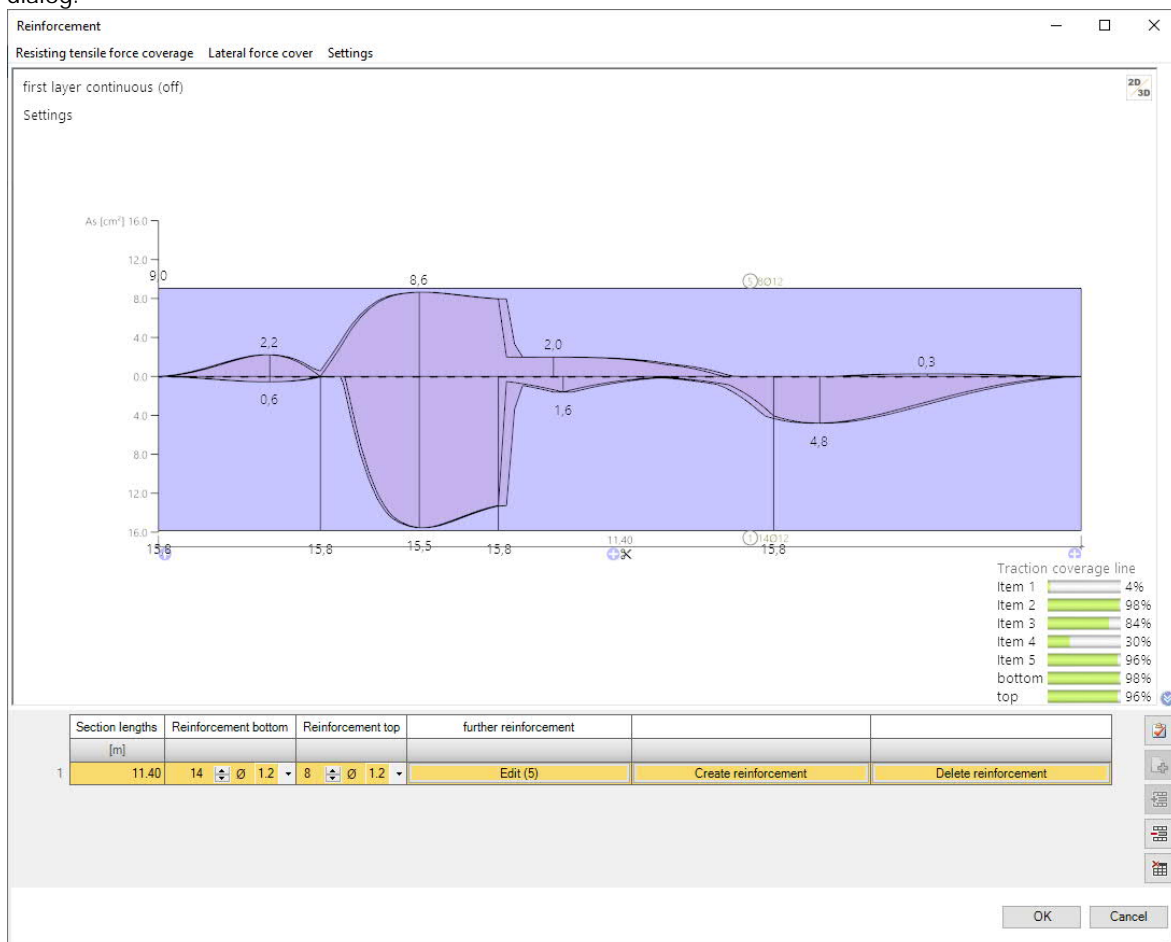 dialog.
Reinforcement
Resisting tensile force coverage Lateral force cover Settings
first layer continuous (off)
2D/3D
Settings
As [cm²] 16.0
12.0
9,0
8,6
5 8Ø12
8.0
4.0
2,2
2,0
0,3
0.0
0,6
1,6
4.0
4,8
8.0
12.0
16.0
15,8 15,8 15,5 15,8 11,40 1 14Ø12 15,8
Traction coverage line
Item 1 4%
Item 2 98%
Item 3 84%
Item 4 30%
Item 5 96%
bottom 98%
top 96%
Section lengths Reinforcement bottom Reinforcement top further reinforcement
[m]
1 11.40 14 Ø 1.2 8 Ø 1.2 Edit (5) Create reinforcement Delete reinforcement
OK Cancel